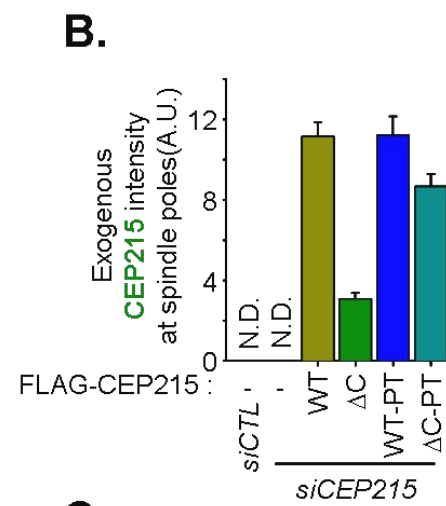 B.
Exogenous
CEP215 intensity
at spindle poles(A.U.)
12
8
4
0
N.D.
N.D.
FLAG-CEP215 : - - WT ΔC WT-PT ΔC-PT
siCTL
siCEP215